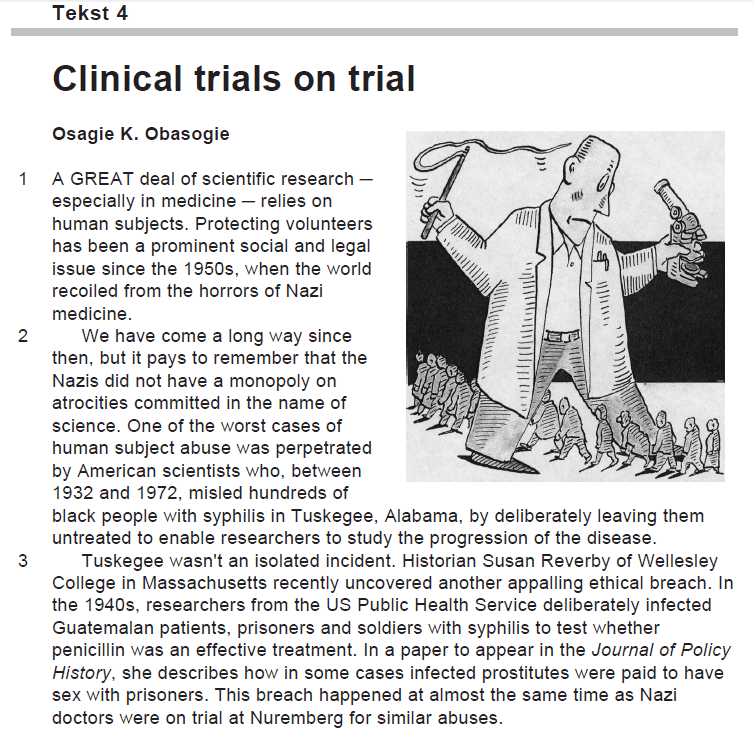 Tekst 4
Clinical trials on trial
Osagie K. Obasogie
1 A GREAT deal of scientific research —
especially in medicine — relies on
human subjects. Protecting volunteers
has been a prominent social and legal
issue since the 1950s, when the world
recoiled from the horrors of Nazi
medicine.
2 We have come a long way since
then, but it pays to remember that the
Nazis did not have a monopoly on
atrocities committed in the name of
science. One of the worst cases of
human subject abuse was perpetrated
by American scientists who, between
1932 and 1972, misled hundreds of
black people with syphilis in Tuskegee, Alabama, by deliberately leaving them
untreated to enable researchers to study the progression of the disease.
3 Tuskegee wasn't an isolated incident. Historian Susan Reverby of Wellesley
College in Massachusetts recently uncovered another appalling ethical breach. In
the 1940s, researchers from the US Public Health Service deliberately infected
Guatemalan patients, prisoners and soldiers with syphilis to test whether
penicillin was an effective treatment. In a paper to appear in the Journal of Policy
History, she describes how in some cases infected prostitutes were paid to have
sex with prisoners. This breach happened at almost the same time as Nazi
doctors were on trial at Nuremberg for similar abuses.